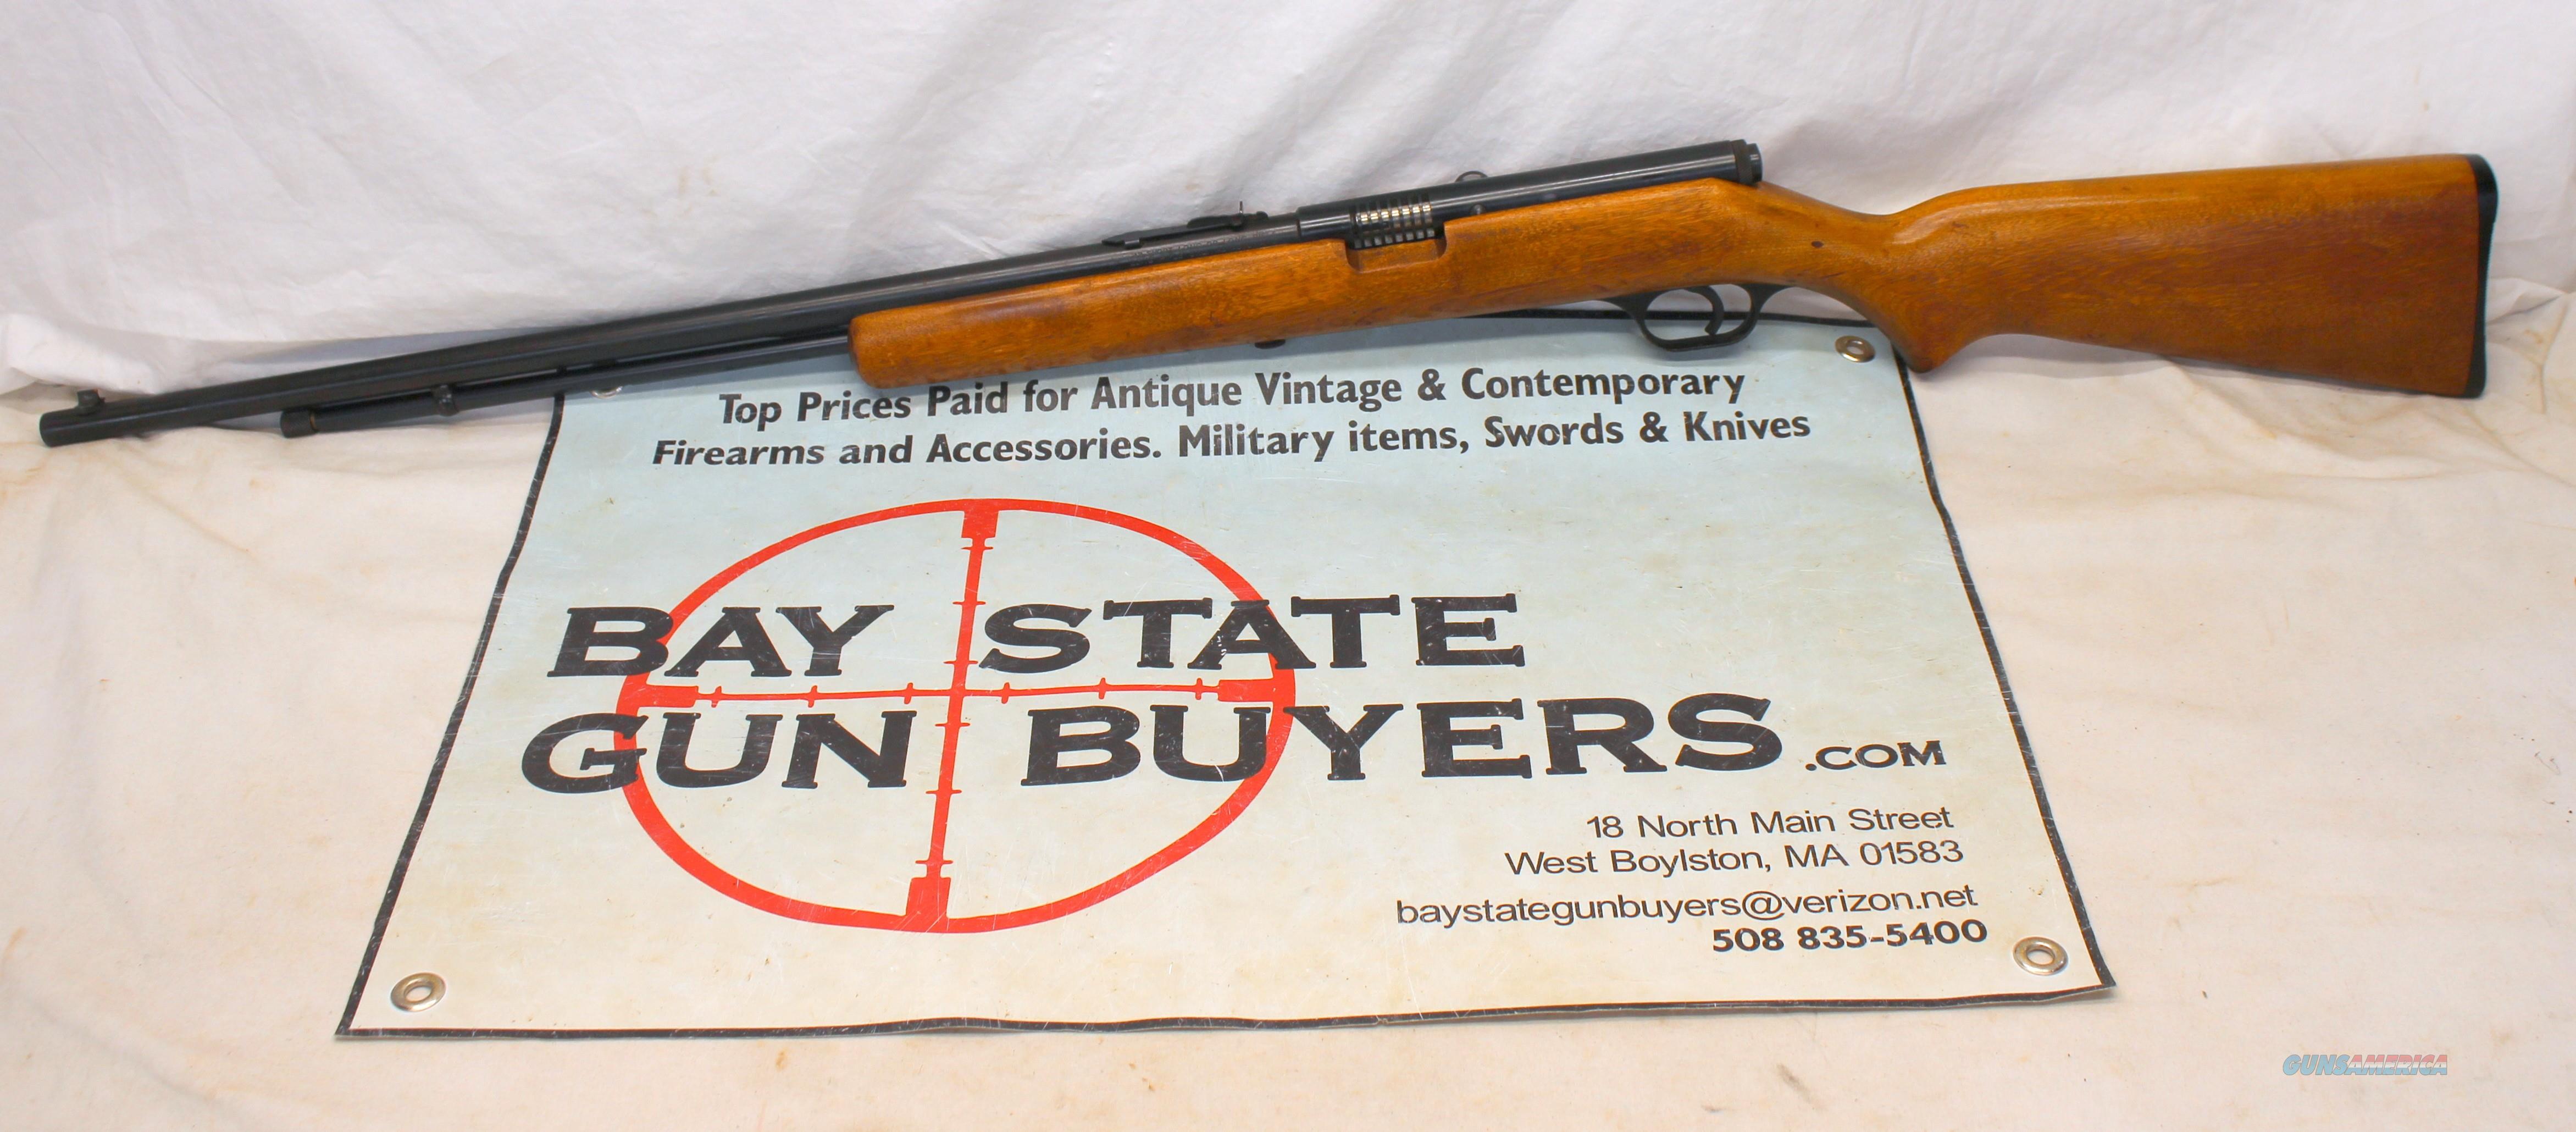 Top Prices Paid for Antique Vintage & Contemporary
Firearms and Accessories. Military items, Swords & Knives
BAY STATE
GUN BUYERS.COM
18 North Main Street
West Boylston, MA 01583
baystategunbuyers@verizon.net
508 835-5400
GUNSAMERICA